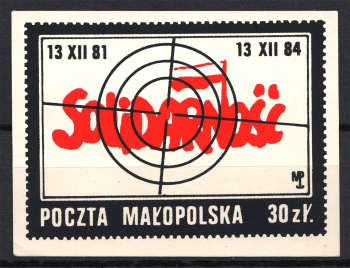 13 XII 81 13 XII 84
SOLIDARNOŚĆ
MP
POCZTA MAŁOPOLSKA 30 zł.